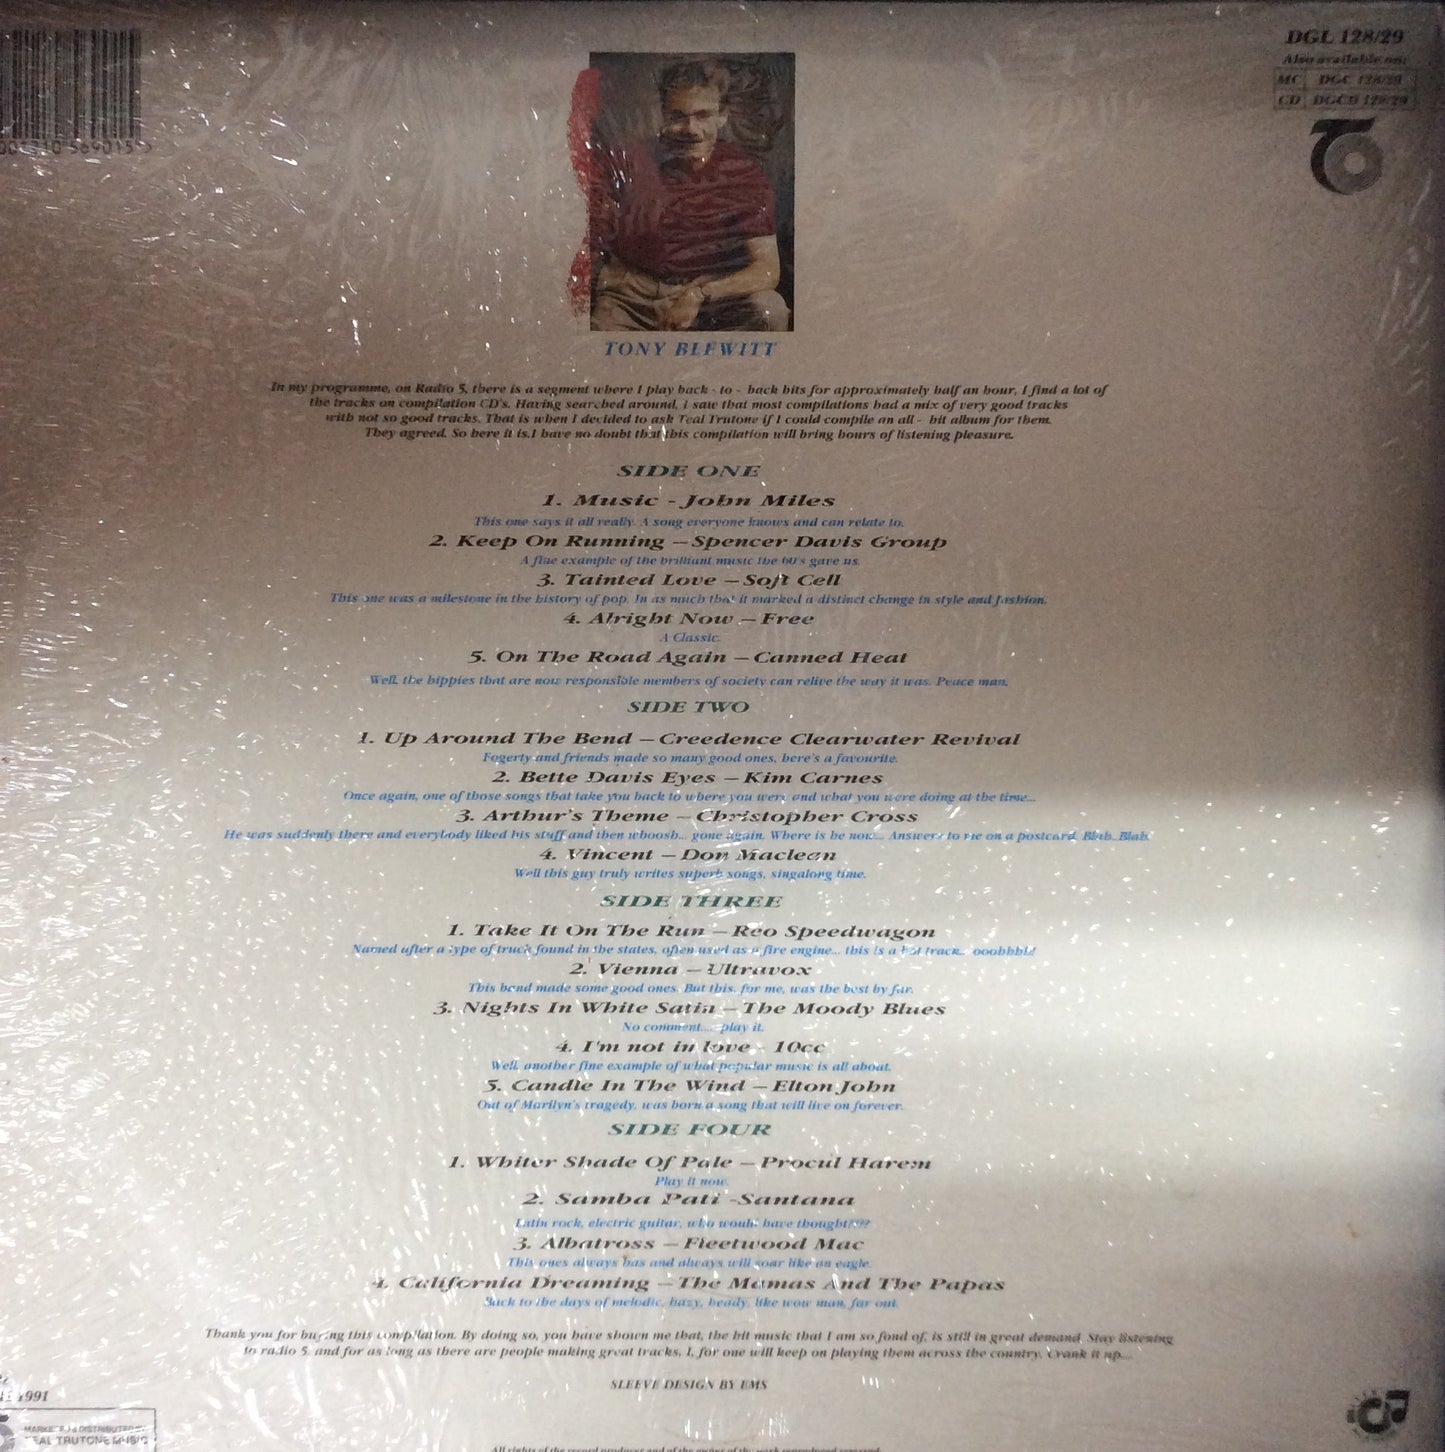 DGL 128/29
Also available on:
MC DGC 128/29
CD DGCD 128/29
TONY BLEWITT
In my programme, on Radio 5, there is a segment where I play back - to - back hits for approximately half an hour, I find a lot of
the tracks on compilation CD's. Having searched around, i saw that most compilations had a mix of very good tracks
with not so good tracks. That is when I decided to ask Teal Trutone if I could compile an all - hit album for them.
They agreed. So here it is.I have no doubt that this compilation will bring hours of listening pleasure.
SIDE ONE
1. Music - John Miles
This one says it all really. A song everyone knows and can relate to.
2. Keep On Running – Spencer Davis Group
A fine example of the brilliant music the 60's gave us.
3. Tainted Love – Soft Cell
This one was a milestone in the history of pop. In as much that it marked a distinct change in style and fashion.
4. Alright Now – Free
A Classic.
5. On The Road Again – Canned Heat
Well, the hippies that are now responsible members of society can relive the way it was. Peace man.
SIDE TWO
1. Up Around The Bend – Creedence Clearwater Revival
Fogerty and friends made so many good ones, here's a favourite.
2. Bette Davis Eyes – Kim Carnes
Once again, one of those songs that take you back to where you were and what you were doing at the time...
3. Arthur's Theme – Christopher Cross
He was suddenly there and everybody liked his stuff and then whoosh... gone again. Where is he now... Answers to me on a postcard. Blah..Blah.
4. Vincent – Don Maclean
Well this guy truly writes superb songs, singalong time.
SIDE THREE
1. Take It On The Run – Reo Speedwagon
Named after a type of truck found in the states, often used as a fire engine... this is a hot track... ooohhhh!
2. Vienna – Ultravox
This band made some good ones. But this, for me, was the best by far.
3. Nights In White Satin – The Moody Blues
No comment.... play it.
4. I'm not in love - 10cc
Well, another fine example of what popular music is all about.
5. Candle In The Wind – Elton John
Out of Marilyn's tragedy, was born a song that will live on forever.
SIDE FOUR
1. Whiter Shade Of Pale – Procul Harem
Play it now.
2. Samba Pati -Santana
Latin rock, electric guitar, who would have thought????
3. Albatross – Fleetwood Mac
This ones always has and always will soar like an eagle.
4. California Dreaming – The Mamas And The Papas
Back to the days of melodic, hazy, heady, like wow man, far out.
Thank you for buying this compilation. By doing so, you have shown me that, the hit music that I am so fond of, is still in great demand. Stay listening
to radio 5, and for as long as there are people making great tracks, I, for one will keep on playing them across the country. Crank it up....
SLEEVE DESIGN BY EMS
1991
MARKETED & DISTRIBUTED BY
TEAL TRUTONE MUSIC
All rights of the record producer and of the owner of the work reproduced reserved.